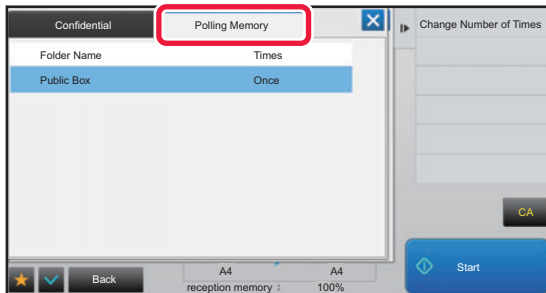 Confidential
Polling Memory
Change Number of Times
Folder Name
Times
Public Box
Once
CA
Back
A4
A4
reception memory :
100%
Start